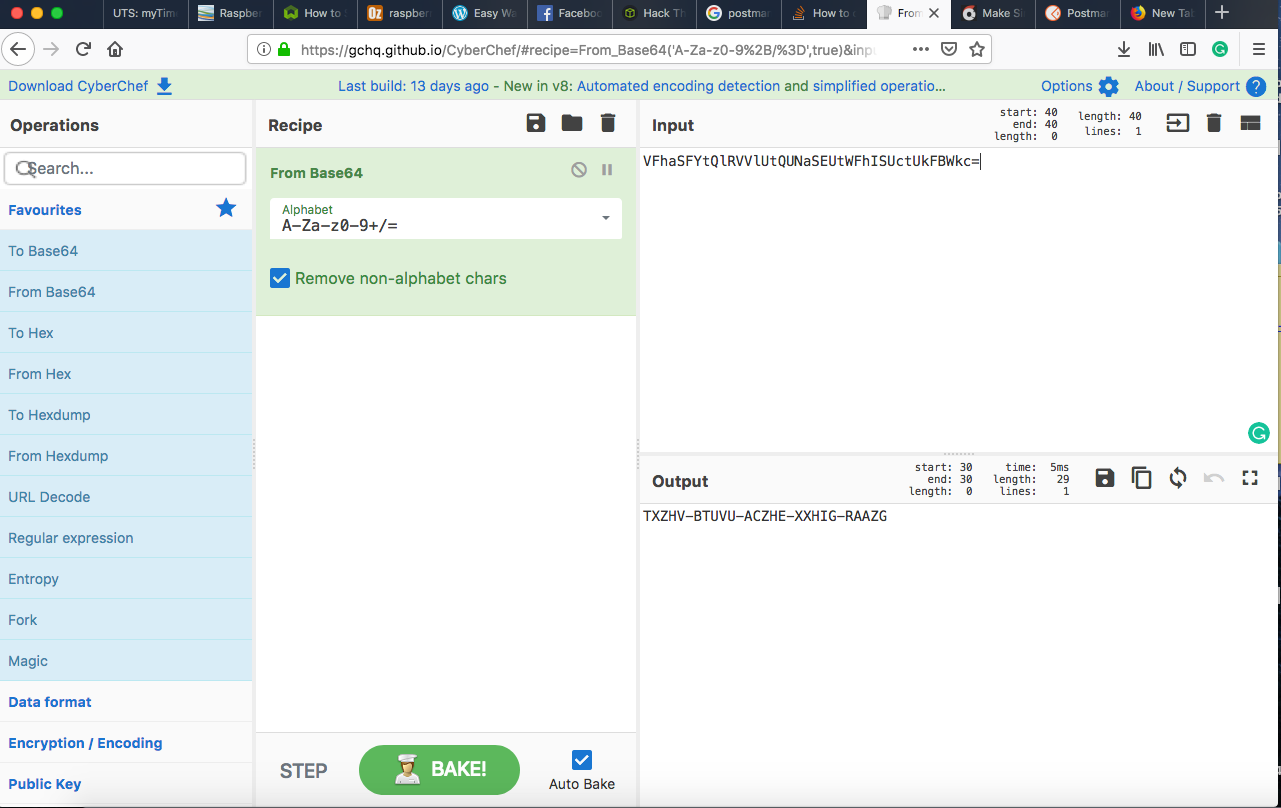 UTS: myTim
Raspber
How to
raspber
Easy Wa
Faceboo
Hack Th
postmar
How to
From
Make Si
Postmar
New Tab
https://gchq.github.io/CyberChef/#recipe=From_Base64('A-Za-z0-9%2B/%3D',true)&inpu
Download CyberChef
Last build: 13 days ago - New in v8: Automated encoding detection and simplified operatio...
Options
About / Support
Operations
Search...
Favourites
To Base64
From Base64
To Hex
From Hex
To Hexdump
From Hexdump
URL Decode
Regular expression
Entropy
Fork
Magic
Data format
Encryption / Encoding
Public Key
Recipe
From Base64
Alphabet
A-Za-z0-9+/=
Remove non-alphabet chars
STEP
BAKE!
Auto Bake
Input
start: 40
end: 40
length: 0
length: 40
lines: 1
VFhaSFYtQlRVVlUtQUNaSEUtWFhISUctUkFBWkc=
Output
start: 30
end: 30
length: 0
time: 5ms
length: 29
lines: 1
TXZHV-BTUVU-ACZHE-XXHIG-RAAZG